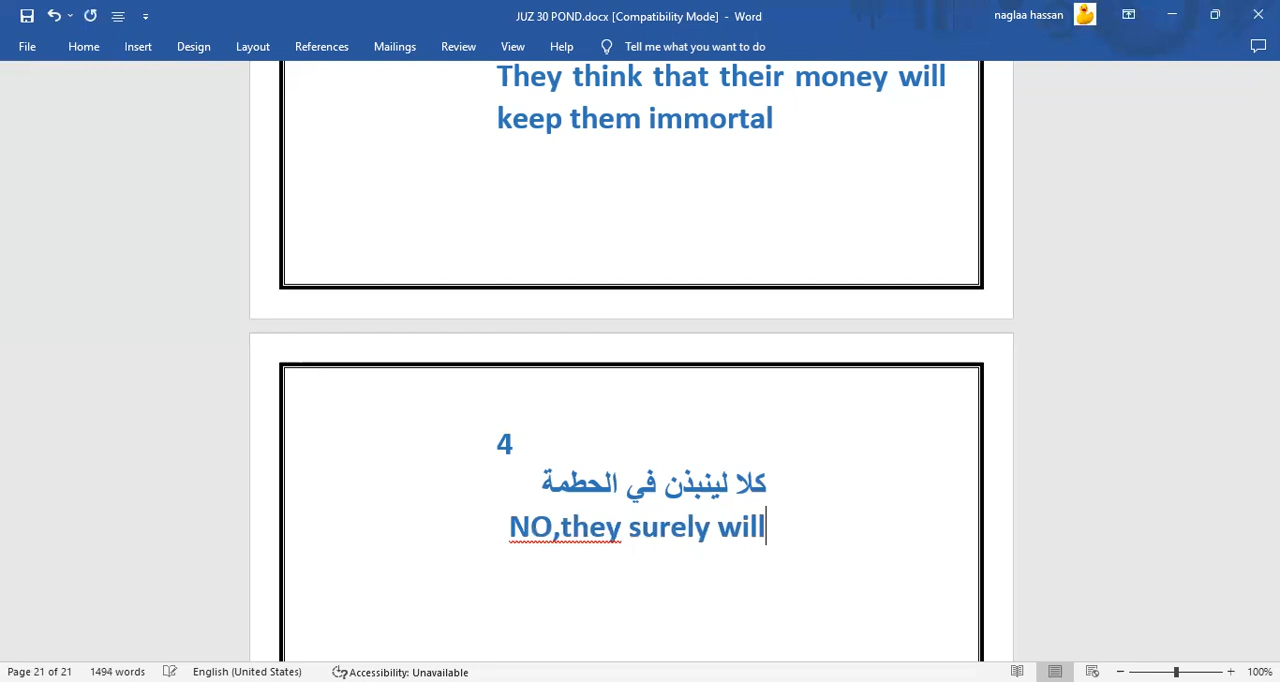 JUZ 30 POND.docx [Compatibility Mode] - Word
naglaa hassan
File Home Insert Design Layout References Mailings Review View Help Tell me what you want to do
They think that their money will
keep them immortal
4
كلا لينبذن في الحطمة
NO,they surely will
Page 21 of 21 1494 words English (United States) Accessibility: Unavailable 100%